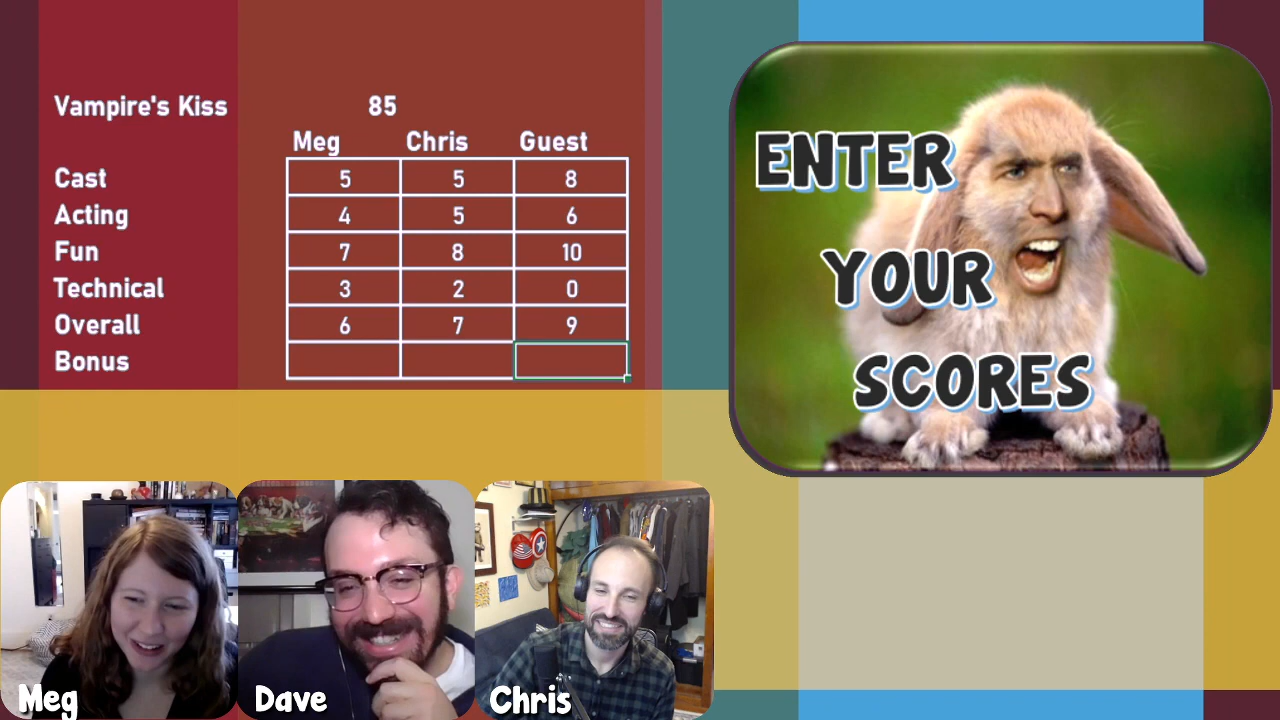 Vampire's Kiss 85
Meg Chris Guest
Cast 5 5 8
Acting 4 5 6
Fun 7 8 10
Technical 3 2 0
Overall 6 7 9
Bonus
ENTER
YOUR
SCORES
Meg
Dave
Chris